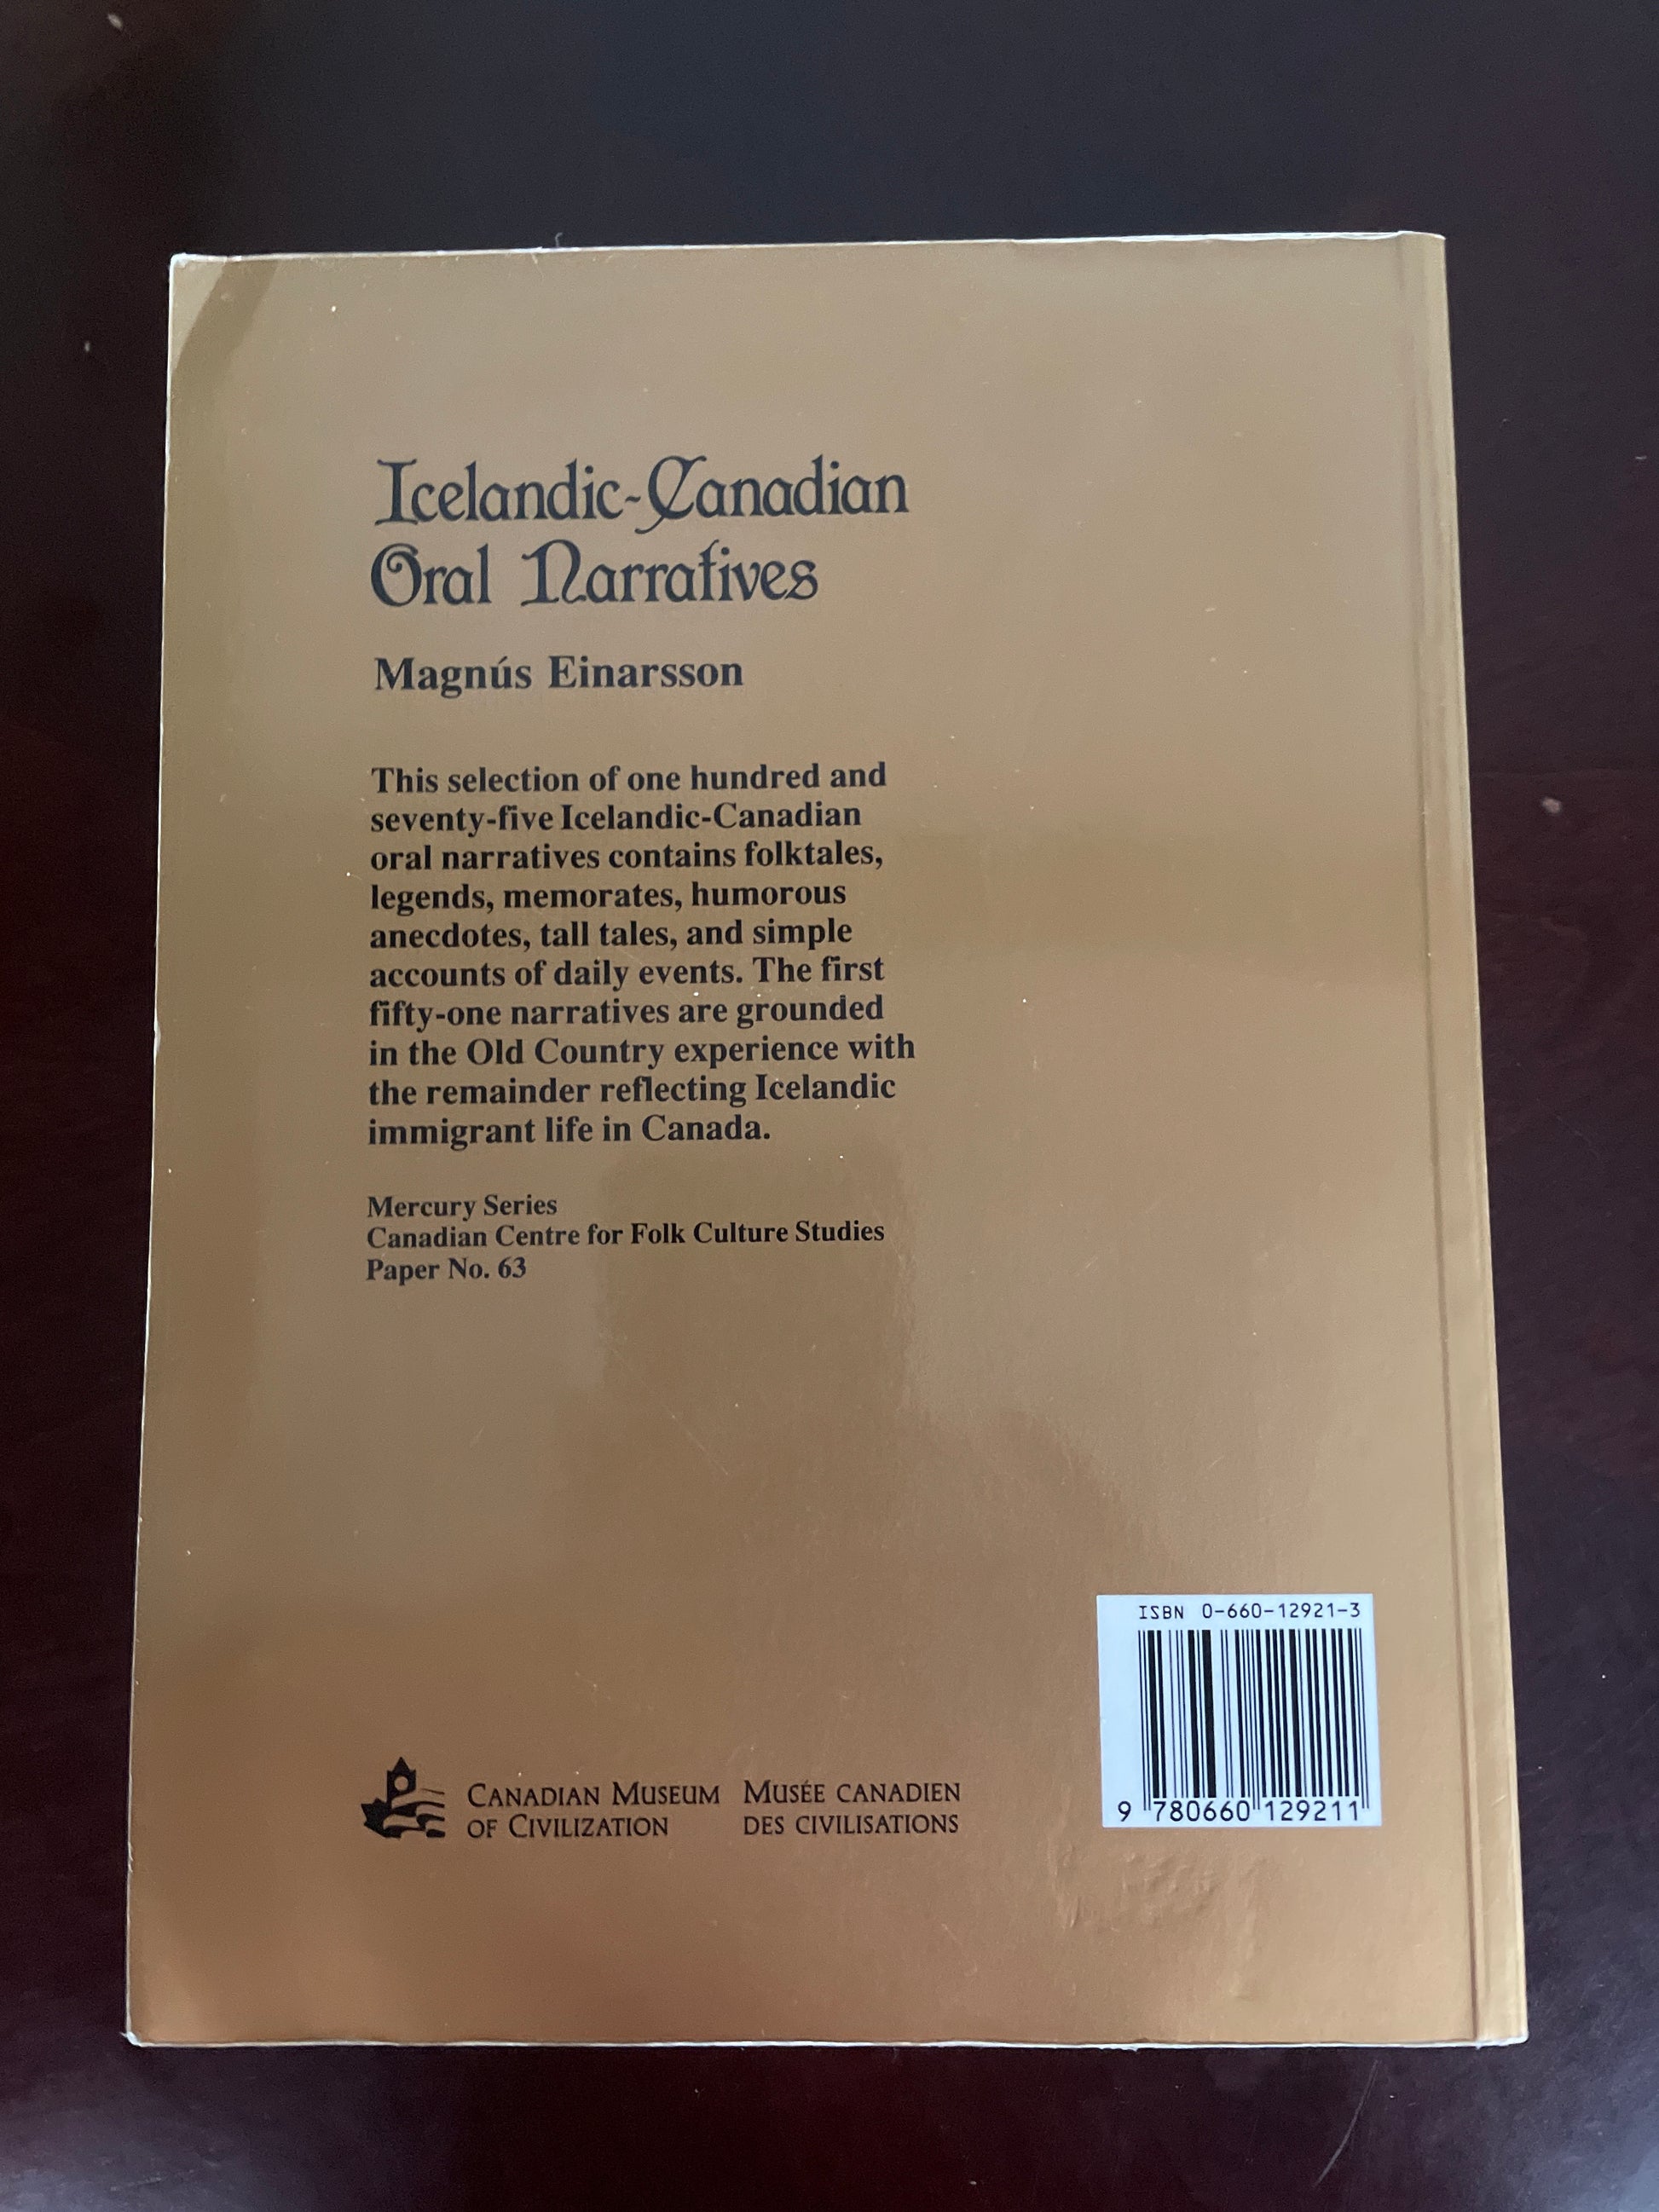 Icelandic-Canadian
Oral Narratives
Magnús Einarsson
This selection of one hundred and
seventy-five Icelandic-Canadian
oral narratives contains folktales,
legends, memorates, humorous
anecdotes, tall tales, and simple
accounts of daily events. The first
fifty-one narratives are grounded
in the Old Country experience with
the remainder reflecting Icelandic
immigrant life in Canada.
Mercury Series
Canadian Centre for Folk Culture Studies
Paper No. 63
ISBN 0-660-12921-3
9 780660 129211
CANADIAN MUSEUM
OF CIVILIZATION
MUSÉE CANADIEN
DES CIVILISATIONS